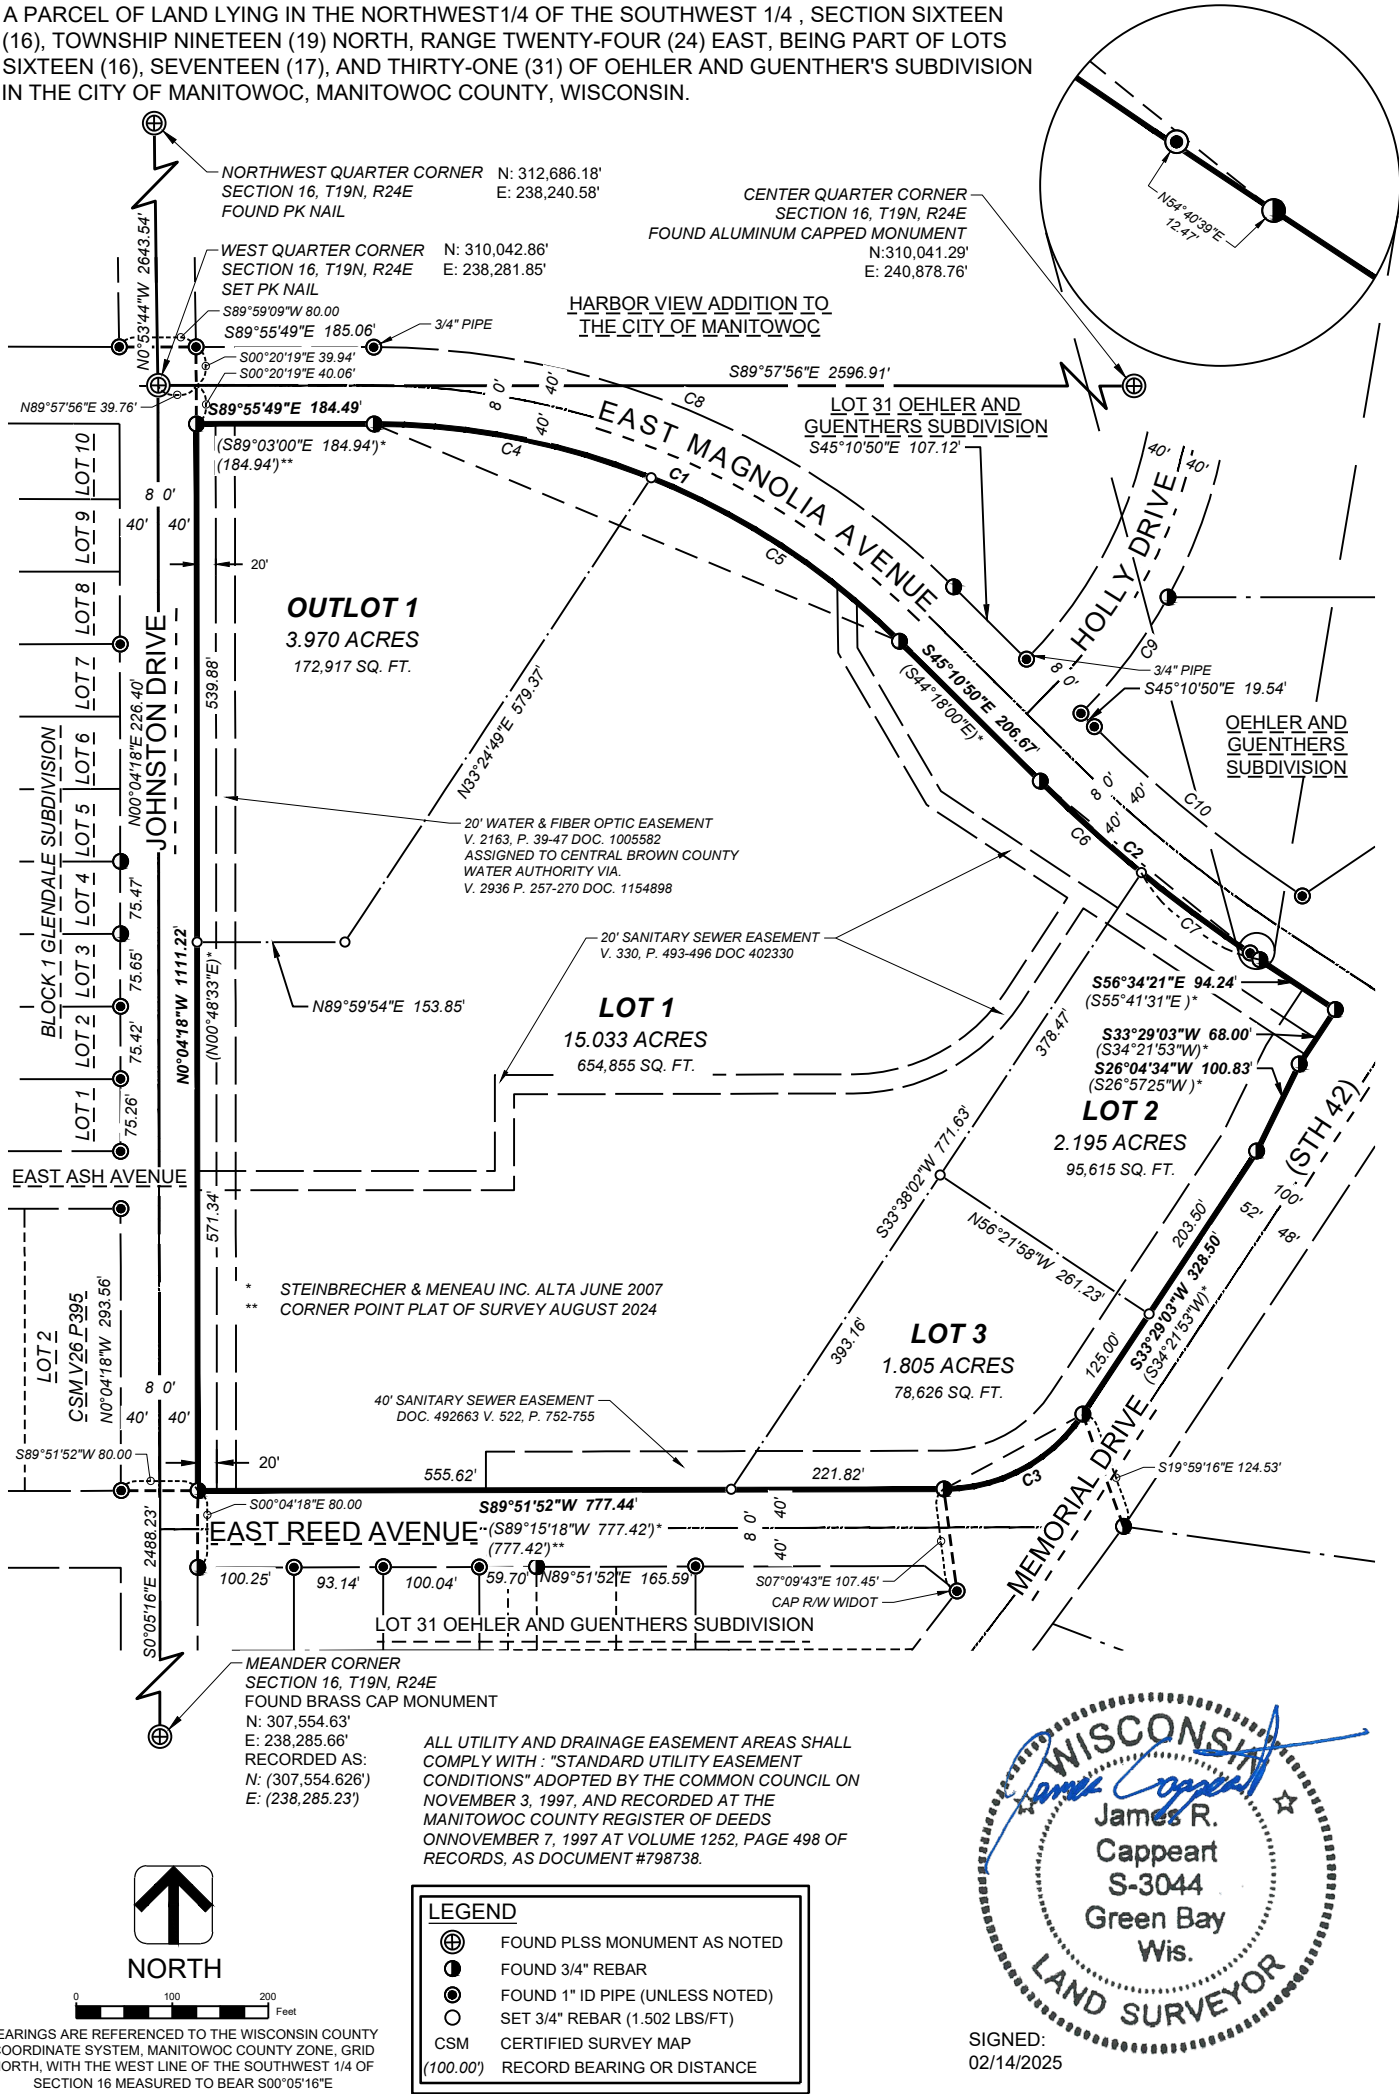 A PARCEL OF LAND LYING IN THE NORTHWEST1/4 OF THE SOUTHWEST 1/4 , SECTION SIXTEEN
(16), TOWNSHIP NINETEEN (19) NORTH, RANGE TWENTY-FOUR (24) EAST, BEING PART OF LOTS
SIXTEEN (16), SEVENTEEN (17), AND THIRTY-ONE (31) OF OEHLER AND GUENTHER'S SUBDIVISION
IN THE CITY OF MANITOWOC, MANITOWOC COUNTY, WISCONSIN.
N54°40'39"E
12.47'
NORTHWEST QUARTER CORNER
SECTION 16, T19N, R24E
FOUND PK NAIL
N: 312,686.18'
E: 238,240.58'
CENTER QUARTER CORNER
SECTION 16, T19N, R24E
FOUND ALUMINUM CAPPED MONUMENT
N:310,041.29'
E: 240,878.76'
N0°53'44"W 2643.54'
WEST QUARTER CORNER
SECTION 16, T19N, R24E
SET PK NAIL
N: 310,042.86'
E: 238,281.85'
S89°59'09"W 80.00
S89°55'49"E 185.06'
3/4" PIPE
HARBOR VIEW ADDITION TO
THE CITY OF MANITOWOC
S00°20'19"E 39.94'
S00°20'19"E 40.06'
N89°57'56"E 39.76'
S89°57'56"E 2596.91'
8 0'
40'
40'
C8
S89°55'49"E 184.49'
(S89°03'00"E 184.94')*
(184.94')**
C4
C1
C5
EAST MAGNOLIA AVENUE
LOT 31 OEHLER AND
GUENTHERS SUBDIVISION
S45°10'50"E 107.12'
40'
40'
HOLLY DRIVE
8 0'
C9
3/4" PIPE
S45°10'50"E 19.54'
OEHLER AND
GUENTHERS
SUBDIVISION
LOT 10
LOT 9
LOT 8
LOT 7
LOT 6
LOT 5
LOT 4
LOT 3
LOT 2
LOT 1
BLOCK 1 GLENDALE SUBDIVISION
8 0'
40'
40'
20'
JOHNSTON DRIVE
N00°04'18"E 226.40'
75.47'
75.65'
75.42'
75.26'
539.88'
OUTLOT 1
3.970 ACRES
172,917 SQ. FT.
N33°24'49"E 579.37'
S45°10'50"E 206.67'
(S44°18'00"E)*
8 0'
40'
40'
C10
C6
C2
C7
20' WATER & FIBER OPTIC EASEMENT
V. 2163, P. 39-47 DOC. 1005582
ASSIGNED TO CENTRAL BROWN COUNTY
WATER AUTHORITY VIA.
V. 2936 P. 257-270 DOC. 1154898
N0°04'18"W 1111.22'
(N00°48'33"E)*
20' SANITARY SEWER EASEMENT
V. 330, P. 493-496 DOC 402330
N89°59'54"E 153.85'
LOT 1
15.033 ACRES
654,855 SQ. FT.
378.47'
S56°34'21"E 94.24'
(S55°41'31"E )*
S33°29'03"W 68.00'
(S34°21'53"W)*
S26°04'34"W 100.83'
(S26°5725"W )*
LOT 2
2.195 ACRES
95,615 SQ. FT.
(STH 42)
EAST ASH AVENUE
571.34'
S33°38'02"W 771.63'
N56°21'58"W 261.23'
203.50'
100'
52'
48'
S33°29'03"W 328.50'
(S34°21'53"W)*
125.00'
* STEINBRECHER & MENEAU INC. ALTA JUNE 2007
** CORNER POINT PLAT OF SURVEY AUGUST 2024
LOT 2
CSM V26 P395
N0°04'18"W 293.56'
393.16'
LOT 3
1.805 ACRES
78,626 SQ. FT.
8 0'
40'
40'
40' SANITARY SEWER EASEMENT
DOC. 492663 V. 522, P. 752-755
MEMORIAL DRIVE
S89°51'52"W 80.00
20'
555.62'
221.82'
C3
S19°59'16"E 124.53'
S00°04'18"E 80.00
S89°51'52"W 777.44'
EAST REED AVENUE
(S89°15'18"W 777.42')*
(777.42')**
8 0'
40'
40'
S0°05'16"E 2488.23'
100.25'
93.14'
100.04'
59.70'
N89°51'52"E 165.59'
S07°09'43"E 107.45'
CAP R/W WIDOT
LOT 31 OEHLER AND GUENTHERS SUBDIVISION
MEANDER CORNER
SECTION 16, T19N, R24E
FOUND BRASS CAP MONUMENT
N: 307,554.63'
E: 238,285.66'
RECORDED AS:
N: (307,554.626')
E: (238,285.23')
ALL UTILITY AND DRAINAGE EASEMENT AREAS SHALL
COMPLY WITH : "STANDARD UTILITY EASEMENT
CONDITIONS" ADOPTED BY THE COMMON COUNCIL ON
NOVEMBER 3, 1997, AND RECORDED AT THE
MANITOWOC COUNTY REGISTER OF DEEDS
ONNOVEMBER 7, 1997 AT VOLUME 1252, PAGE 498 OF
RECORDS, AS DOCUMENT #798738.
WISCONSIN
James Cappeart
James R.
Cappeart
S-3044
Green Bay
Wis.
LAND SURVEYOR
SIGNED:
02/14/2025
NORTH
0 100 200
Feet
EARINGS ARE REFERENCED TO THE WISCONSIN COUNTY
OORDINATE SYSTEM, MANITOWOC COUNTY ZONE, GRID
ORTH, WITH THE WEST LINE OF THE SOUTHWEST 1/4 OF
SECTION 16 MEASURED TO BEAR S00°05'16"E
LEGEND
FOUND PLSS MONUMENT AS NOTED
FOUND 3/4" REBAR
FOUND 1" ID PIPE (UNLESS NOTED)
SET 3/4" REBAR (1.502 LBS/FT)
CSM CERTIFIED SURVEY MAP
(100.00') RECORD BEARING OR DISTANCE